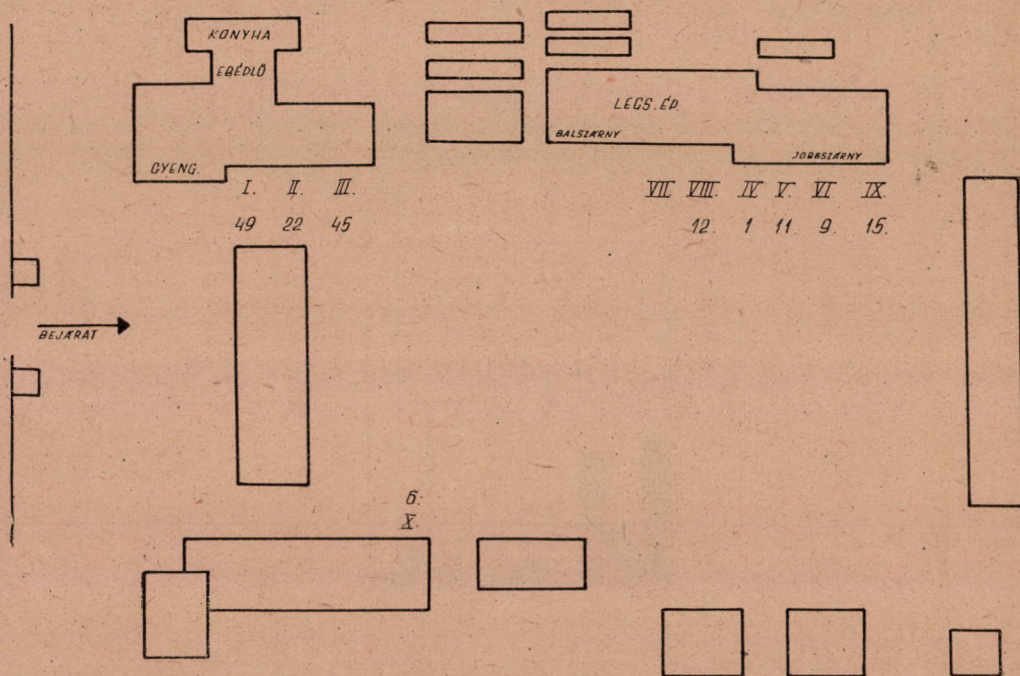 KONYHA
EBÉDLŐ
GYENG.
LEGS.ÉP.
BALSZÁRNY
JOBBSZÁRNY
I. II. III.
49 22 45
VII VIII. IV V. VI IX
12. 1 11. 9. 15.
BEJÁRAT
6.
X.